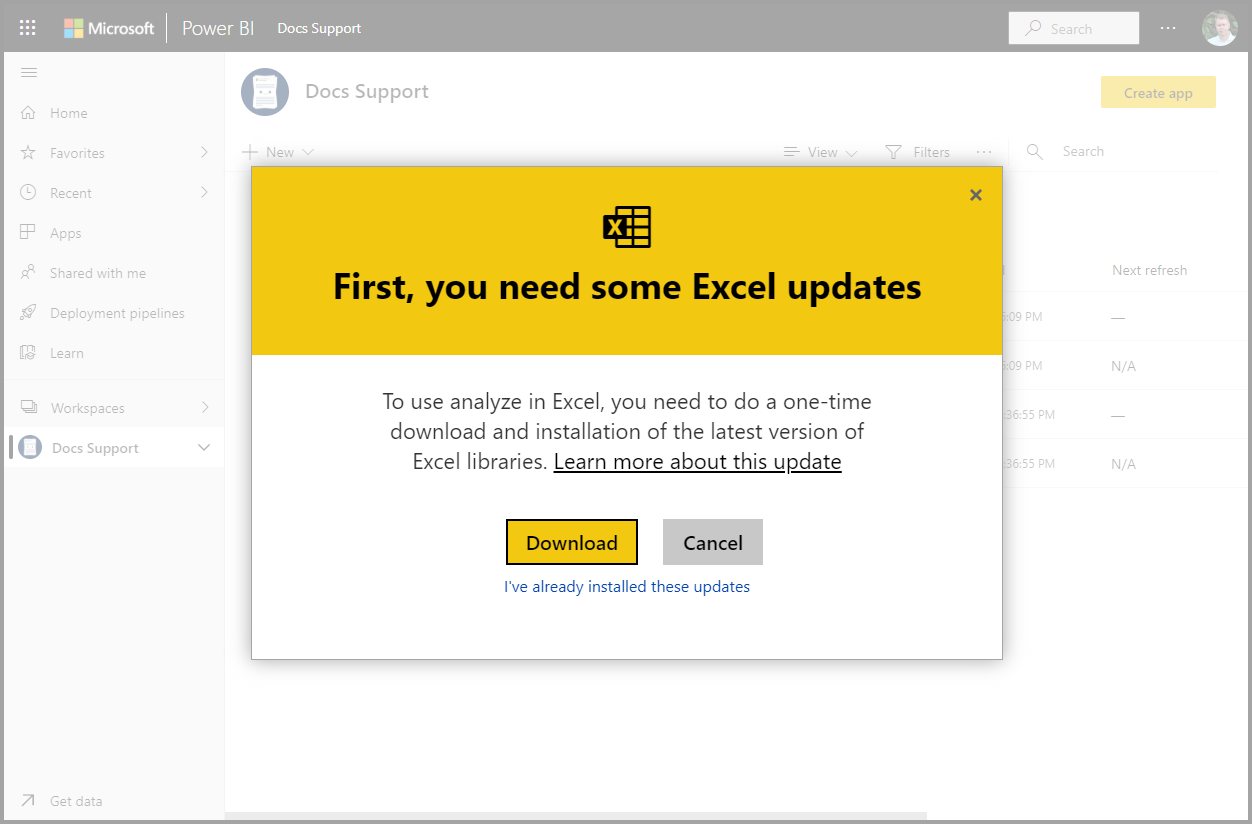 Microsoft
Power BI
Docs Support
Search
Home
Favorites
Recent
Apps
Shared with me
Deployment pipelines
Learn
Workspaces
Docs Support
Get data
Docs Support
Create app
New
View
Filters
Search
Next refresh
:09 PM
—
:09 PM
N/A
:36:55 PM
—
:36:55 PM
N/A
First, you need some Excel updates
To use analyze in Excel, you need to do a one-time
download and installation of the latest version of
Excel libraries. Learn more about this update
Download
Cancel
I've already installed these updates